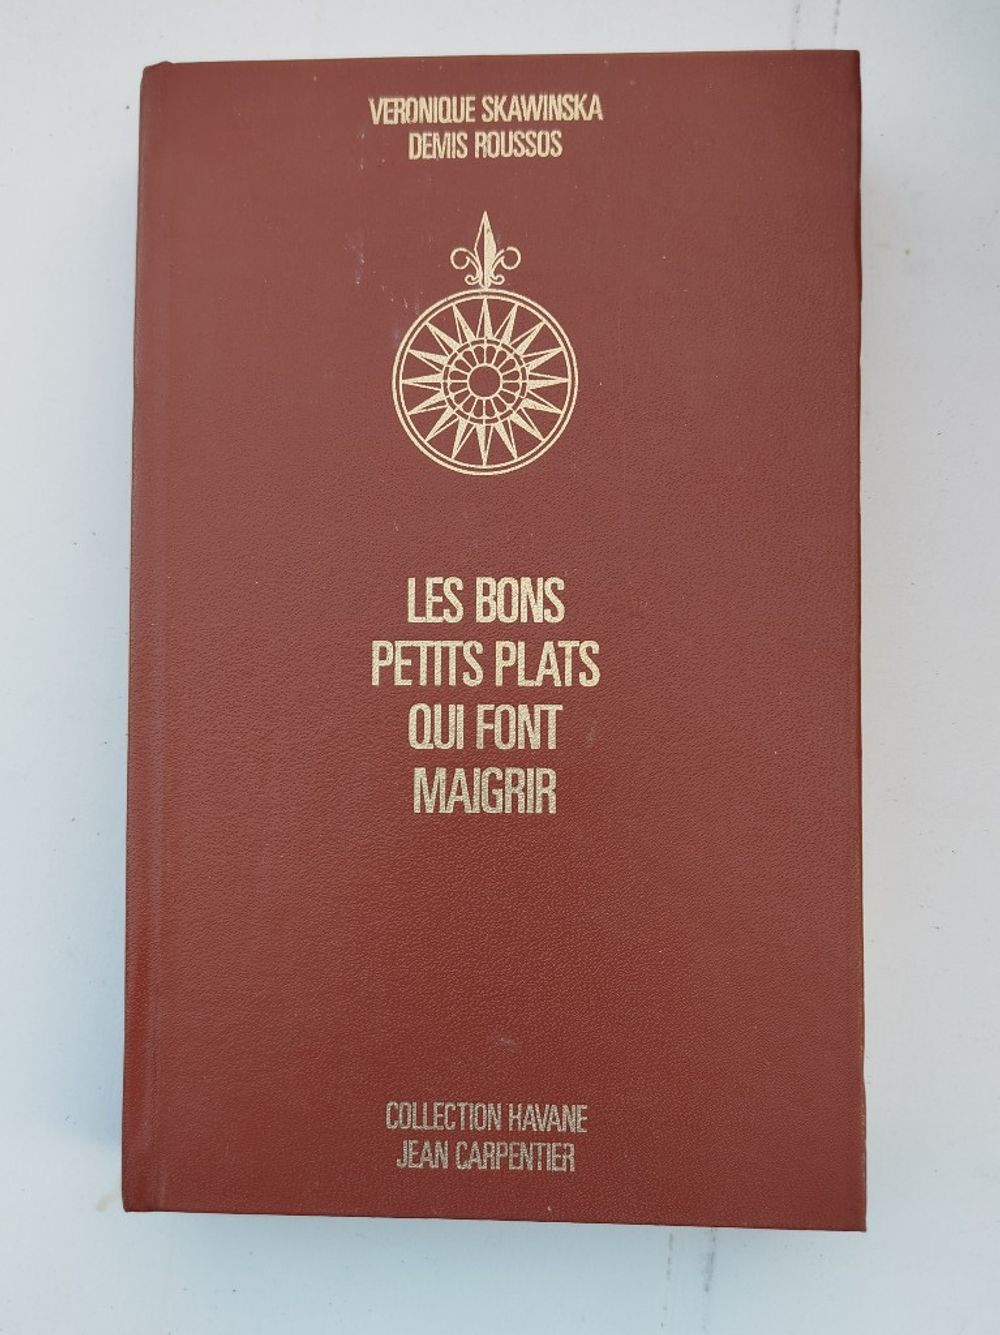 VERONIQUE SKAWINSKA
DEMIS ROUSSOS
LES BONS
PETITS PLATS
QUI FONT
MAIGRIR
COLLECTION HAVANE
JEAN CARPENTIER